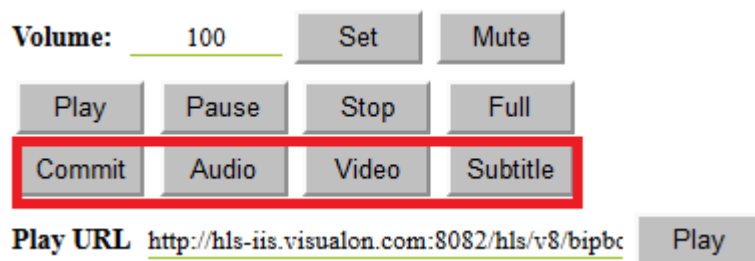 Volume: 100 Set Mute
Play Pause Stop Full
Commit Audio Video Subtitle
Play URL http://hls-iis.visualon.com:8082/hls/v8/bipbc Play